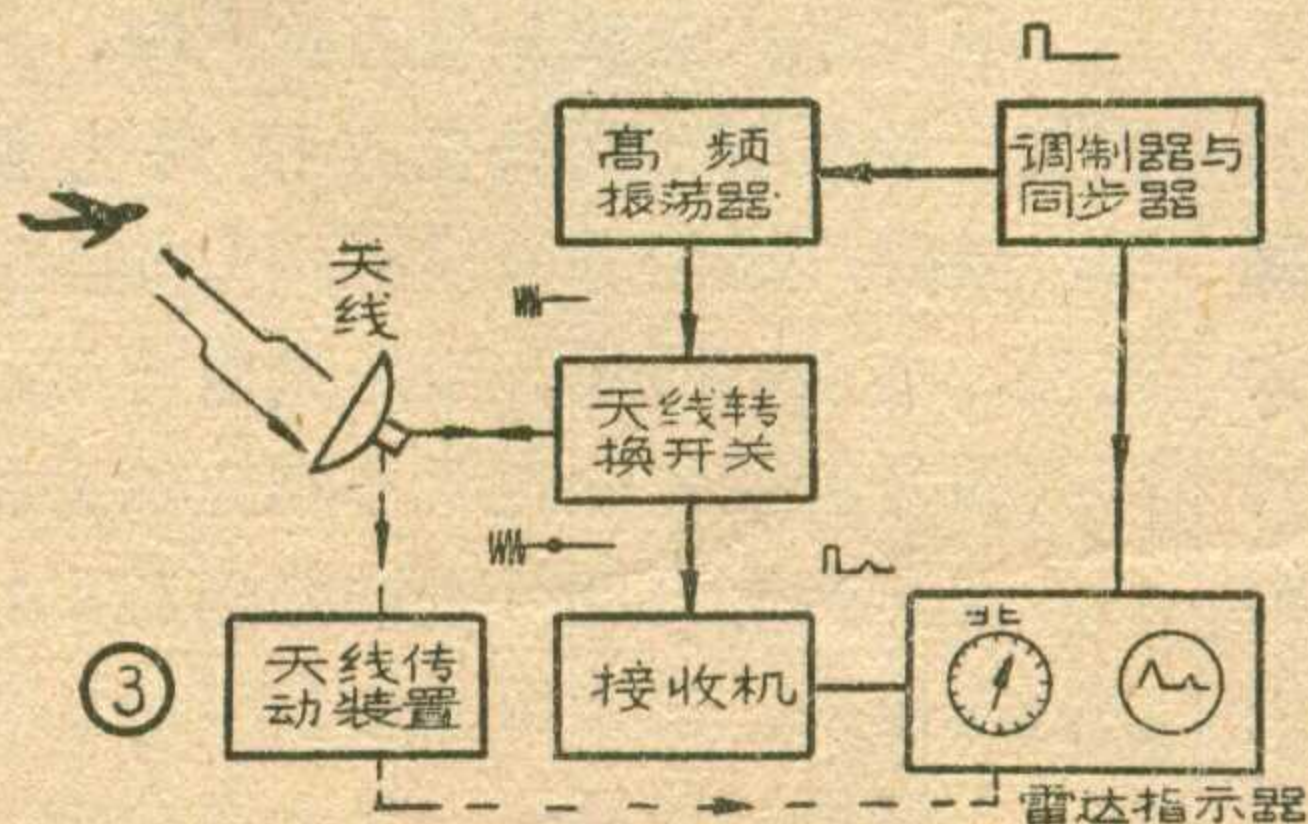 高 频
振荡器
调制器与
同步器
天
线
天线转
换开关
③
天线传
动装置
接收机
北
雷达指示器